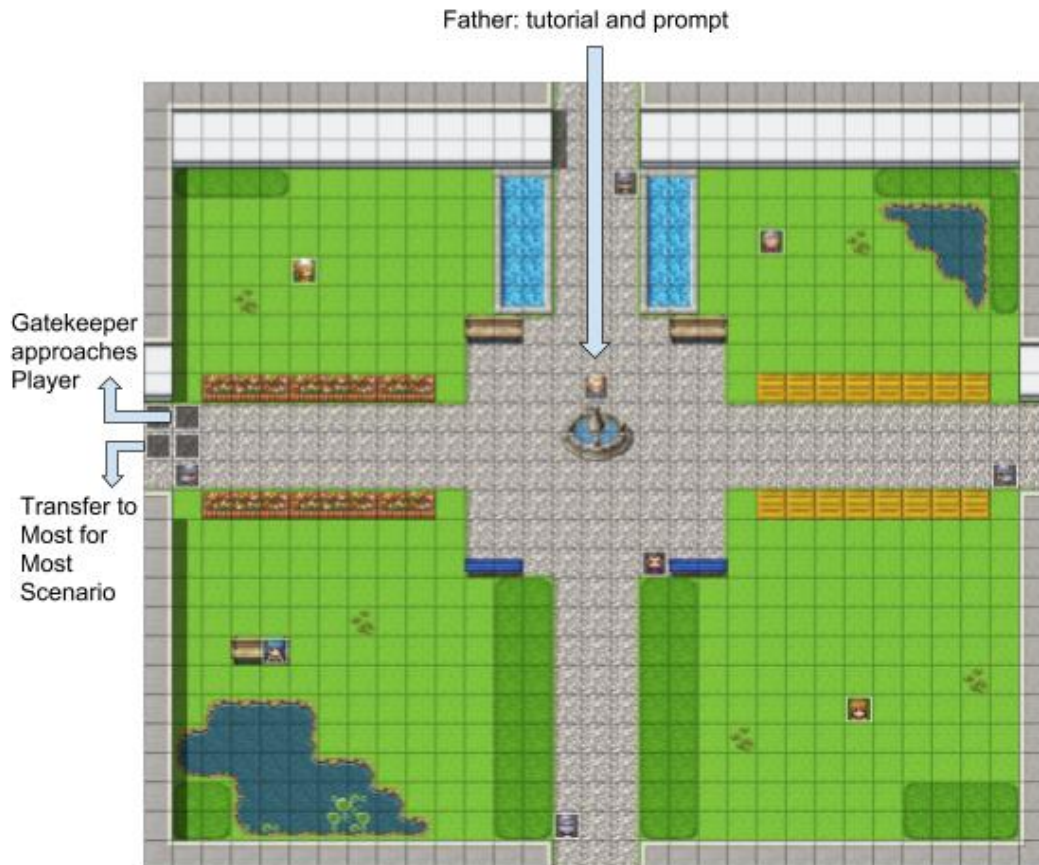 Father: tutorial and prompt
Gatekeeper
approaches
Player
Transfer to
Most for
Most
Scenario